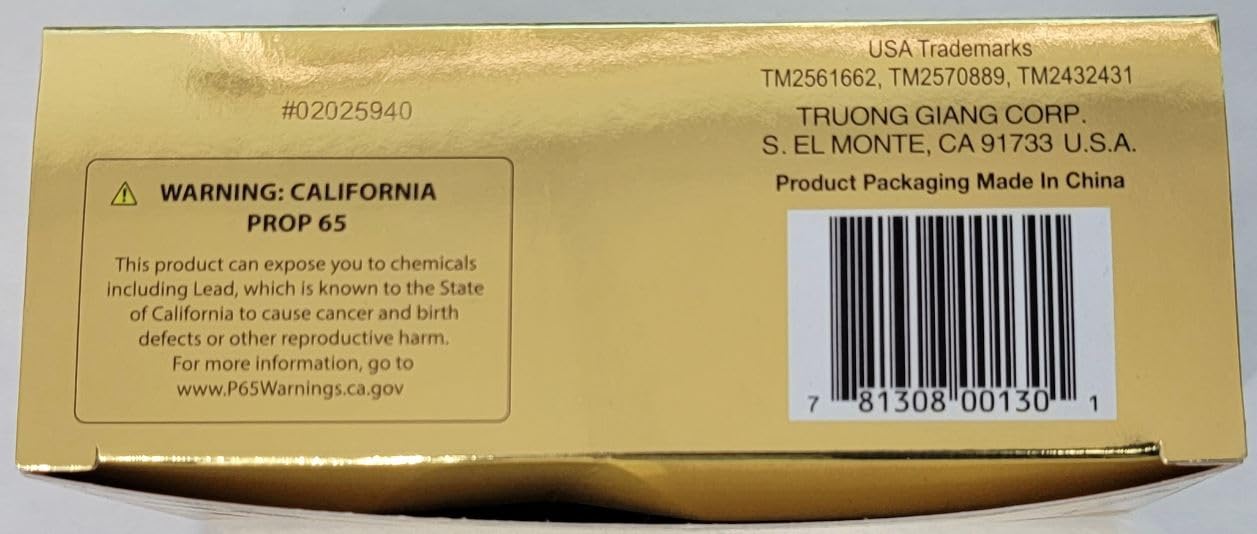 #02025940
WARNING: CALIFORNIA
PROP 65
This product can expose you to chemicals
including Lead, which is known to the State
of California to cause cancer and birth
defects or other reproductive harm.
For more information, go to
www.P65Warnings.ca.gov
USA Trademarks
TM2561662, TM2570889, TM2432431
TRUONG GIANG CORP.
S. EL MONTE, CA 91733 U.S.A.
Product Packaging Made In China
7 81308 00130 1